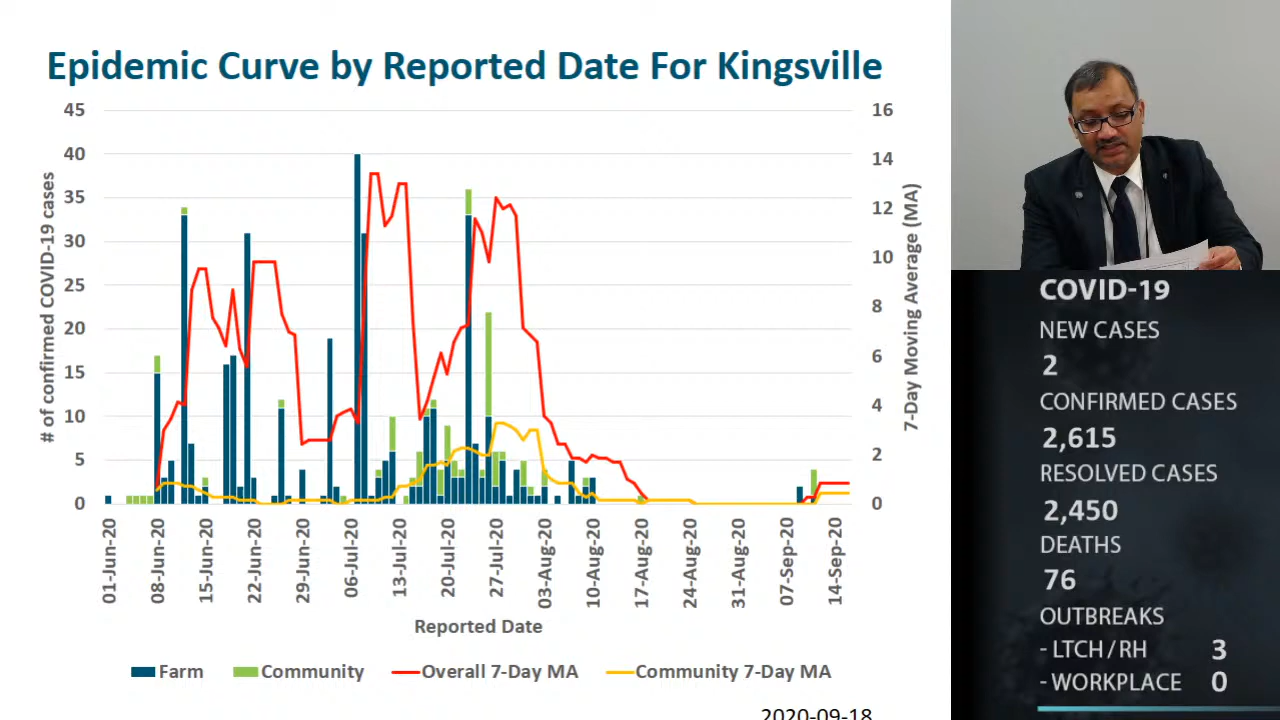 Epidemic Curve by Reported Date For Kingsville
# of confirmed COVID-19 cases
45
40
35
30
25
20
15
10
5
0
16
14
12
10
8
6
4
2
0
7-Day Moving Average (MA)
01-Jun-20
08-Jun-20
15-Jun-20
22-Jun-20
29-Jun-20
06-Jul-20
13-Jul-20
20-Jul-20
27-Jul-20
03-Aug-20
10-Aug-20
17-Aug-20
24-Aug-20
31-Aug-20
07-Sep-20
14-Sep-20
Reported Date
Farm Community Overall 7-Day MA Community 7-Day MA
2020-09-18
COVID-19
NEW CASES
2
CONFIRMED CASES
2,615
RESOLVED CASES
2,450
DEATHS
76
OUTBREAKS
- LTCH / RH 3
- WORKPLACE 0